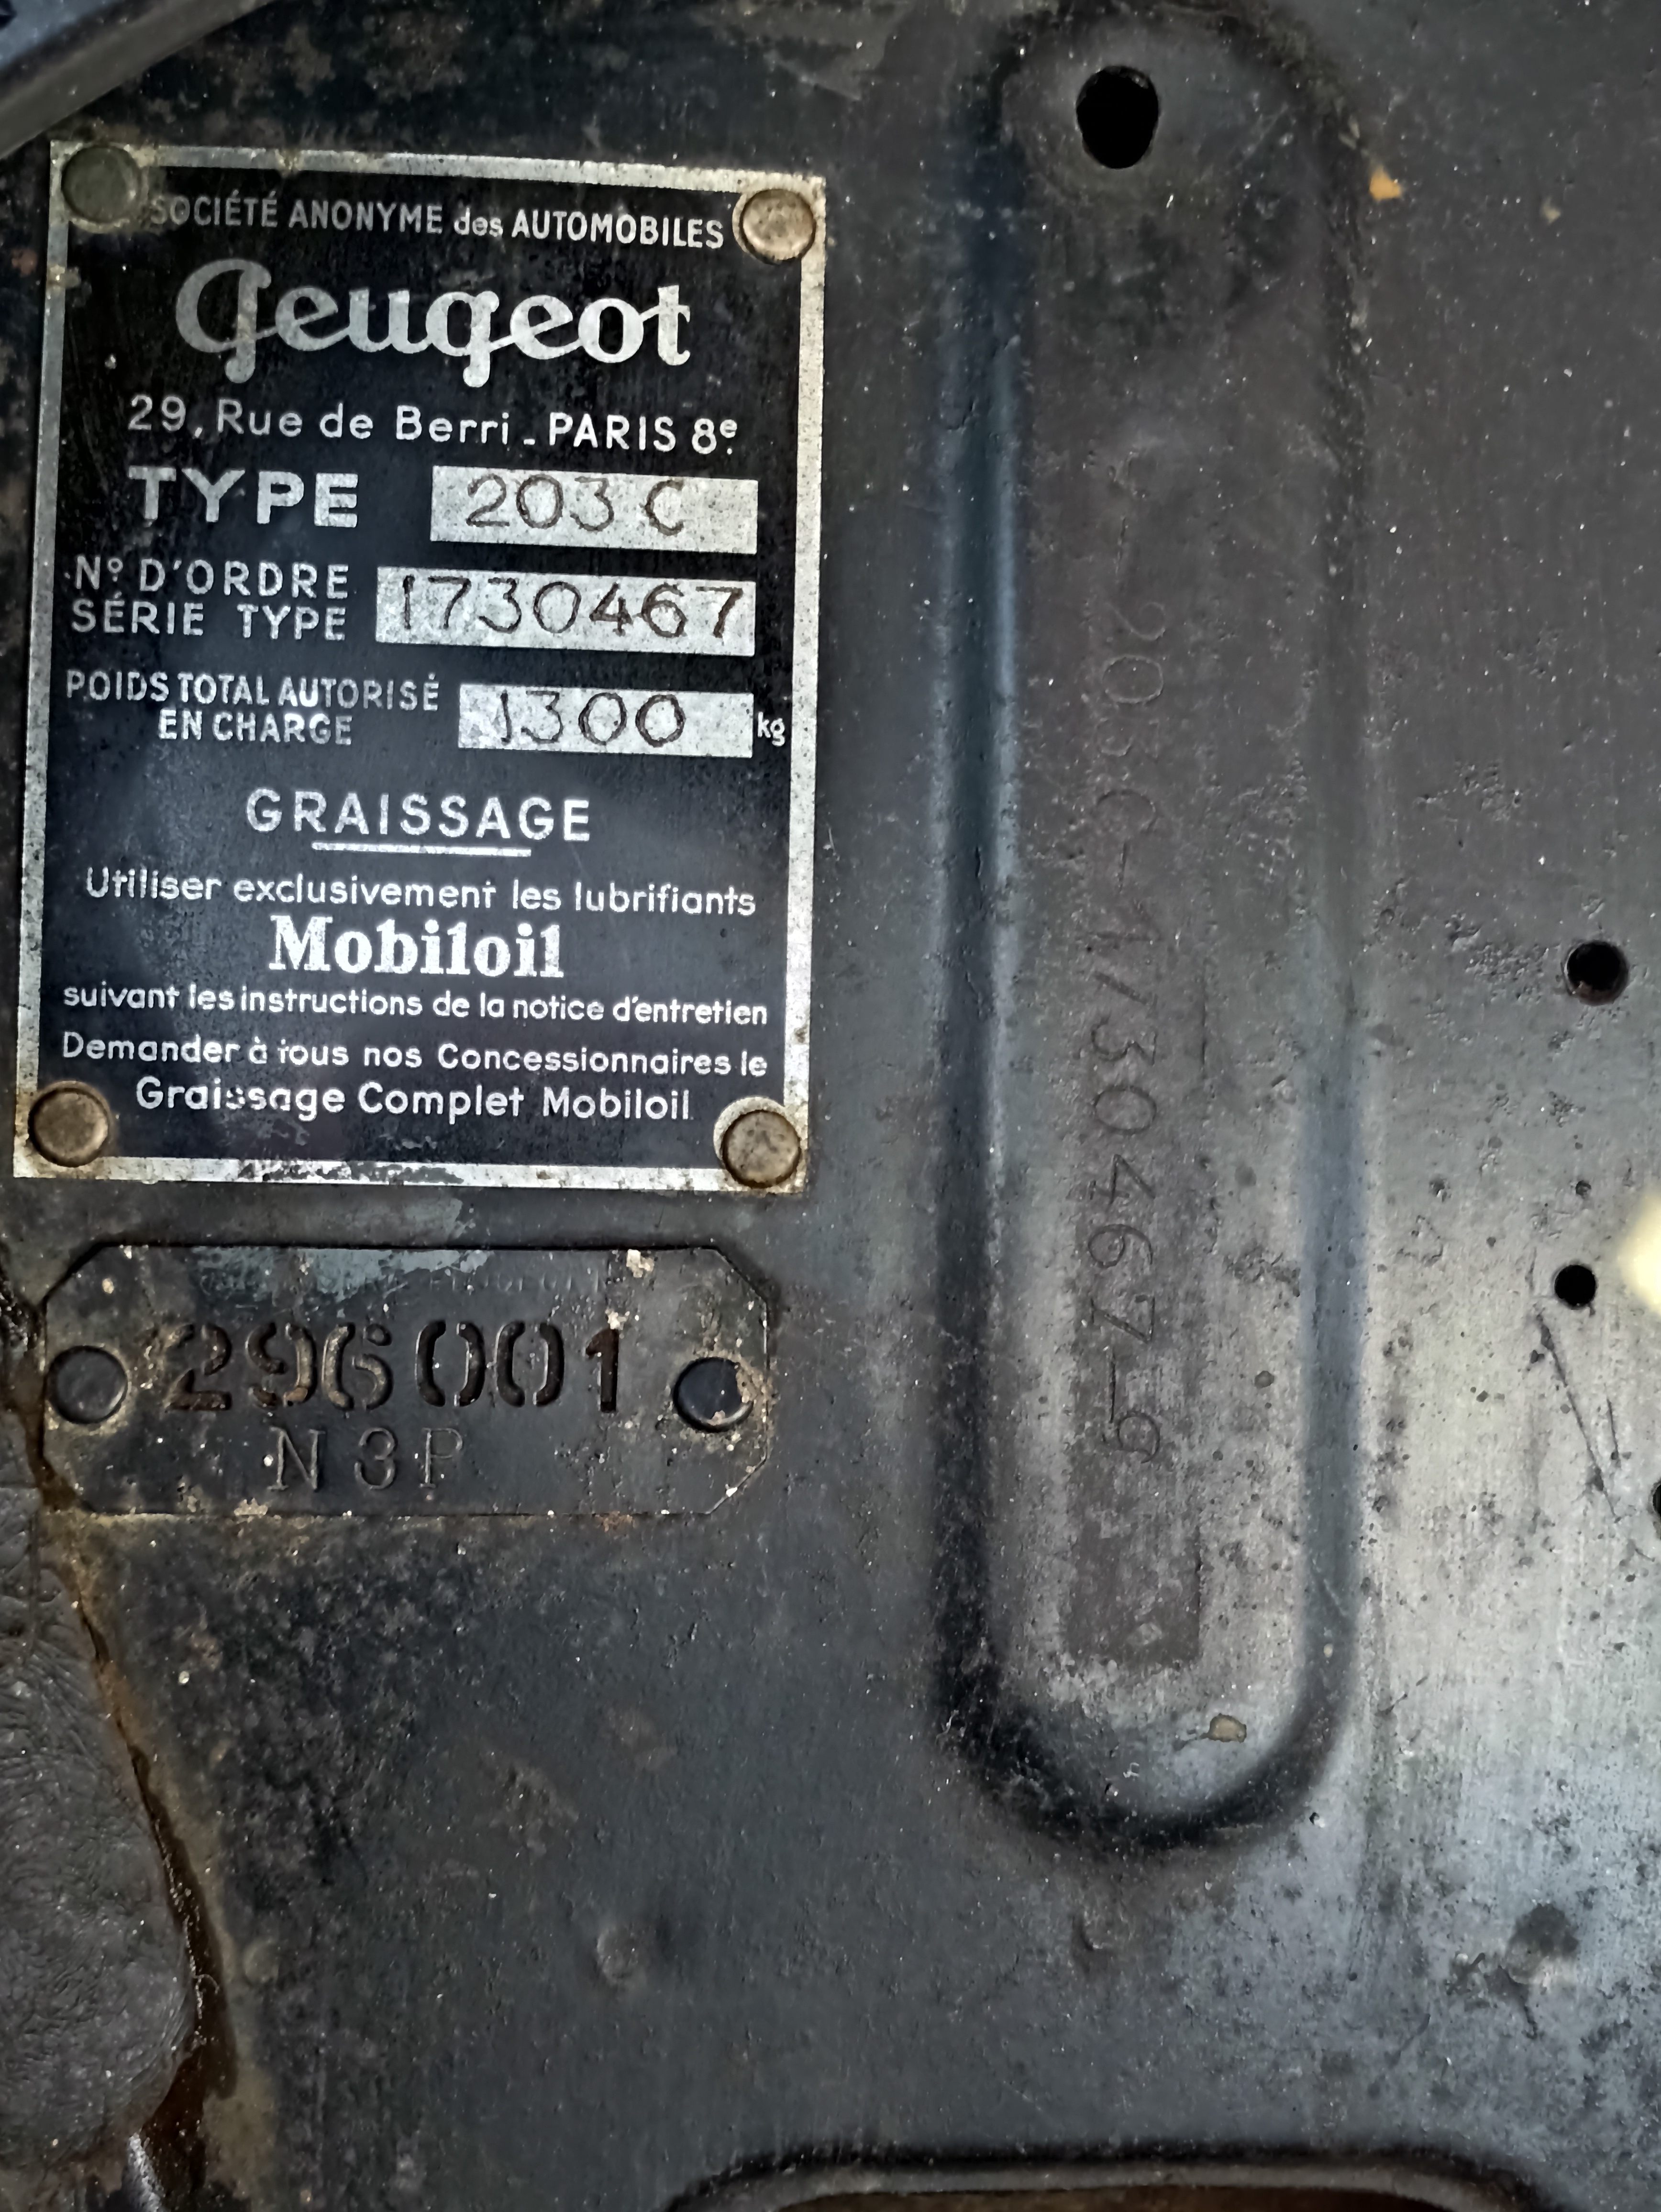 SOCIÉTÉ ANONYME des AUTOMOBILES
Peugeot
29, Rue de Berri - PARIS 8e.
TYPE 203 C
No D'ORDRE
SÉRIE TYPE 1730467
POIDS TOTAL AUTORISÉ
EN CHARGE 1300 kg
GRAISSAGE
Utiliser exclusivement les lubrifiants
Mobiloil
suivant les instructions de la notice d'entretien
Demander à tous nos Concessionnaires le
Graissage Complet Mobiloil
296001
N3P
203C-1730467-9